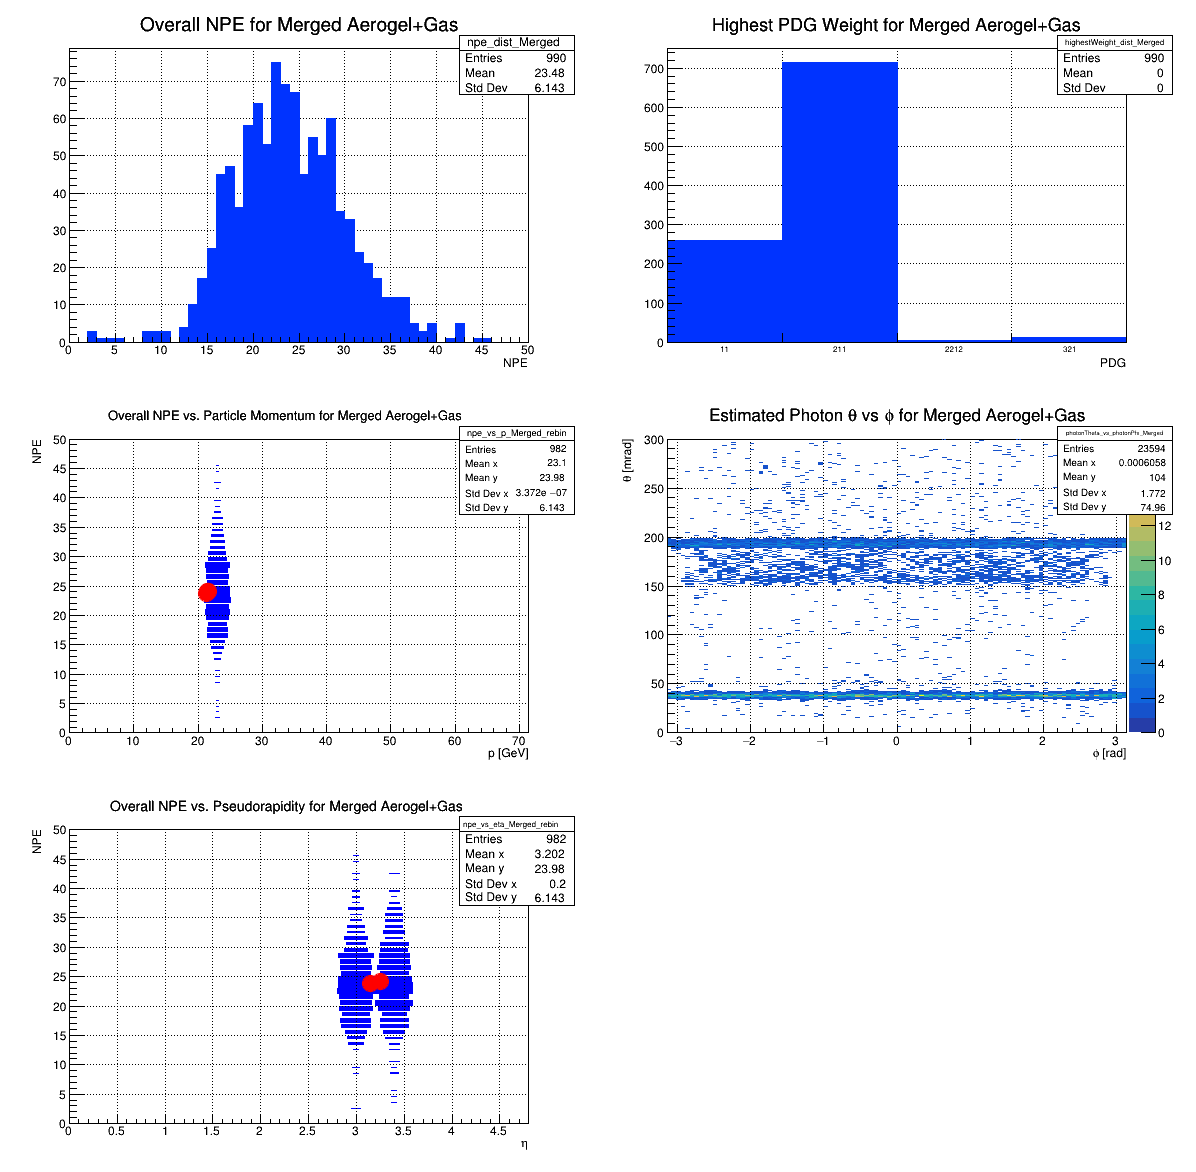 Overall NPE for Merged Aerogel+Gas
npe_dist_Merged
Entries 990
Mean 23.48
Std Dev 6.143
70
60
50
40
30
20
10
0
0 5 10 15 20 25 30 35 40 45 50
NPE
Highest PDG Weight for Merged Aerogel+Gas
highestWeight_dist_Merged
Entries 990
Mean 0
Std Dev 0
700
600
500
400
300
200
100
0
11 211 2212 321
PDG
Overall NPE vs. Particle Momentum for Merged Aerogel+Gas
npe_vs_p_Merged_rebin
Entries 982
Mean x 23.1
Mean y 23.98
Std Dev x 3.372e −07
Std Dev y 6.143
NPE
50
45
40
35
30
25
20
15
10
5
0
0 10 20 30 40 50 60 70
p [GeV]
Estimated Photon θ vs ϕ for Merged Aerogel+Gas
photonTheta_vs_photonPhi_Merged
Entries 23594
Mean x 0.0006058
Mean y 104
Std Dev x 1.772
Std Dev y 74.96
θ [mrad]
300
250
200
150
100
50
0
−3 −2 −1 0 1 2 3
ϕ [rad]
12
10
8
6
4
2
0
Overall NPE vs. Pseudorapidity for Merged Aerogel+Gas
npe_vs_eta_Merged_rebin
Entries 982
Mean x 3.202
Mean y 23.98
Std Dev x 0.2
Std Dev y 6.143
NPE
50
45
40
35
30
25
20
15
10
5
0
0 0.5 1 1.5 2 2.5 3 3.5 4 4.5
η